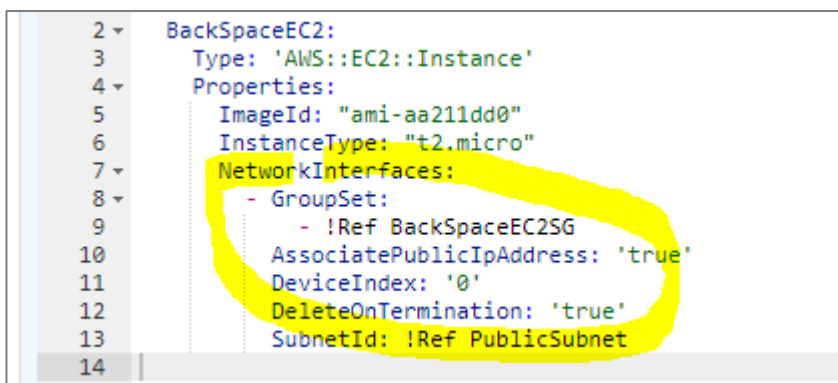 2 BackSpaceEC2:
3 Type: 'AWS::EC2::Instance'
4 Properties:
5 ImageId: "ami-aa211dd0"
6 InstanceType: "t2.micro"
7 NetworkInterfaces:
8 - GroupSet:
9 - !Ref BackSpaceEC2SG
10 AssociatePublicIpAddress: 'true'
11 DeviceIndex: '0'
12 DeleteOnTermination: 'true'
13 SubnetId: !Ref PublicSubnet
14